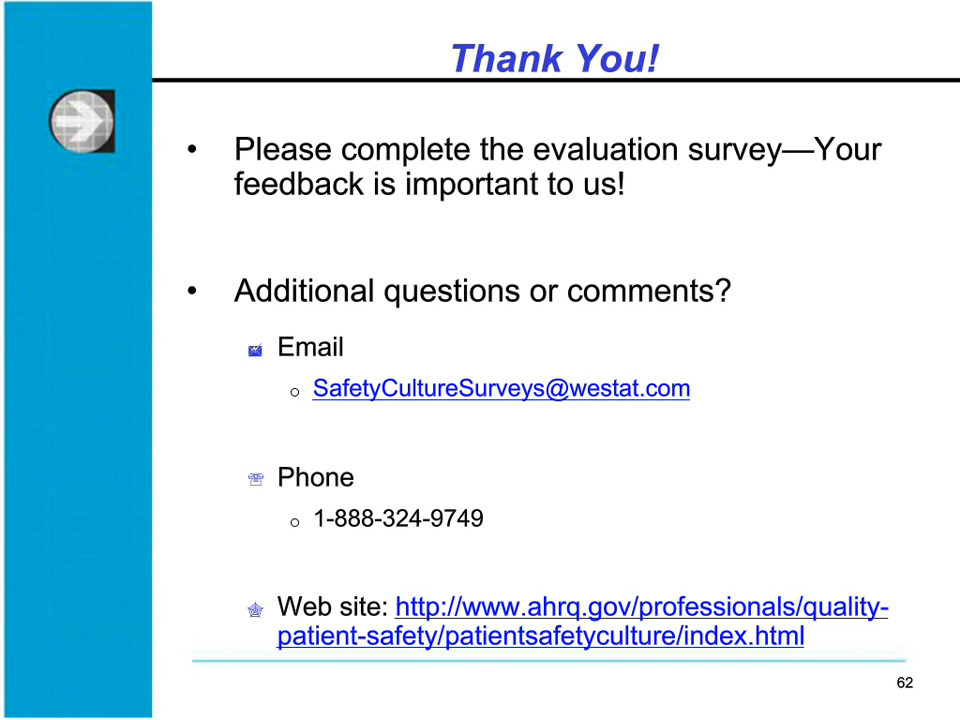 Thank You!
• Please complete the evaluation survey—Your
feedback is important to us!
• Additional questions or comments?
Email
o SafetyCultureSurveys@westat.com
Phone
o 1-888-324-9749
Web site: http://www.ahrq.gov/professionals/quality-
patient-safety/patientsafetyculture/index.html
62